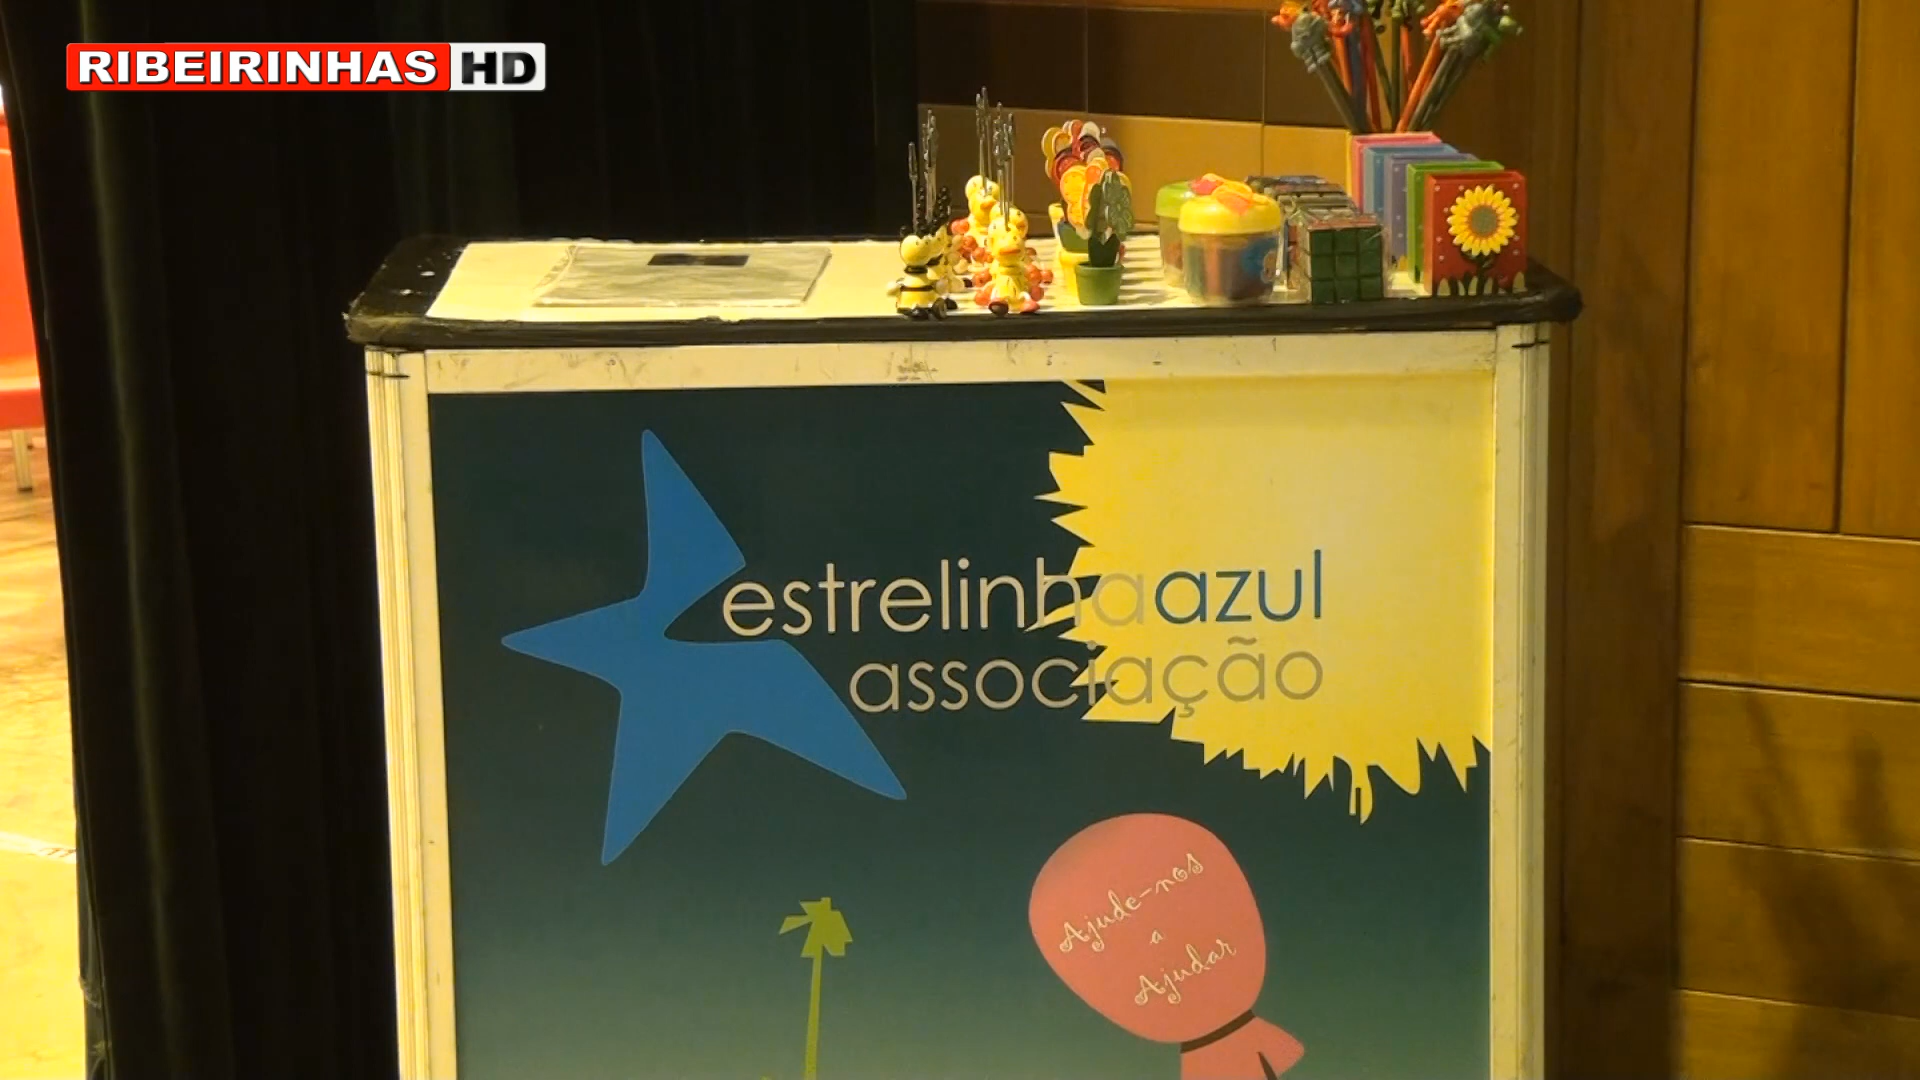 RIBEIRINHAS HD
estrelinhaazul
associação
Ajude-nos
a
Ajudar